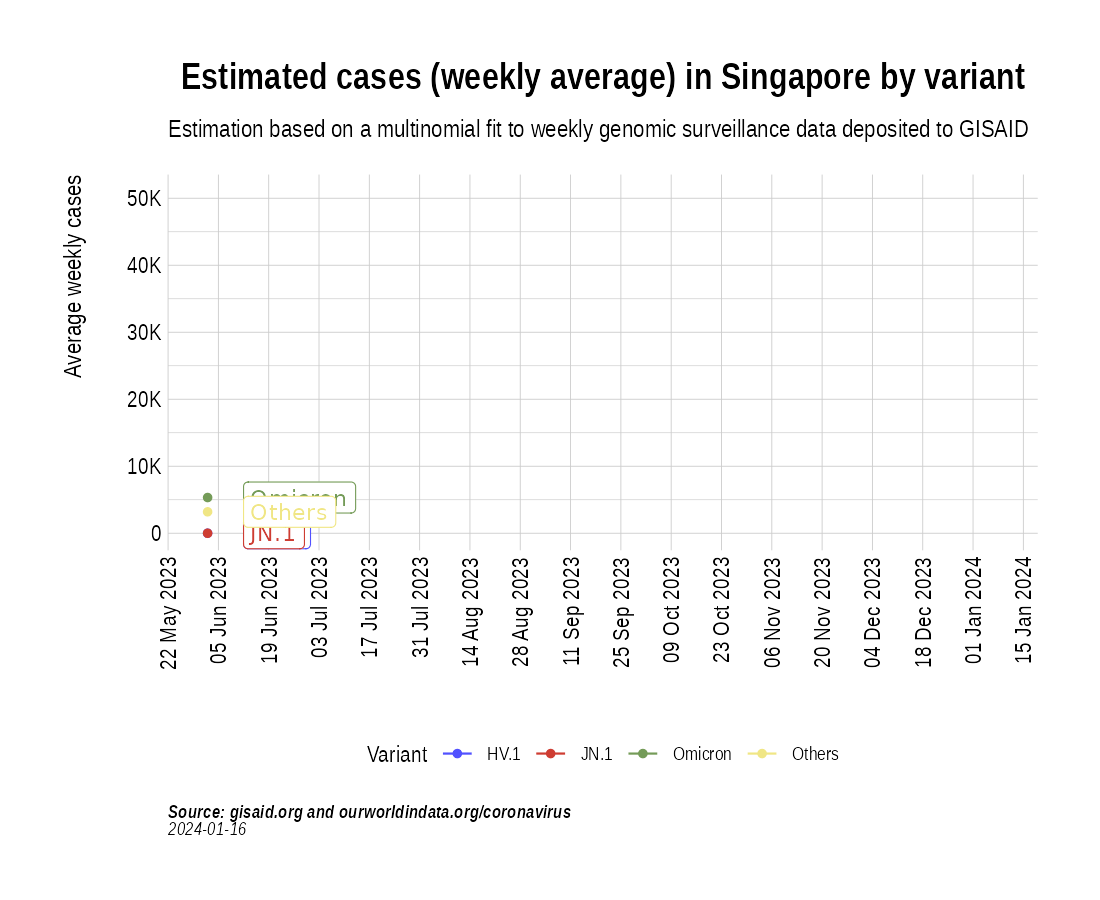 Estimated cases (weekly average) in Singapore by variant
Estimation based on a multinomial fit to weekly genomic surveillance data deposited to GISAID
Average weekly cases
50K
40K
30K
20K
10K
0
Omicron
Others
JN.1
22 May 2023
05 Jun 2023
19 Jun 2023
03 Jul 2023
17 Jul 2023
31 Jul 2023
14 Aug 2023
28 Aug 2023
11 Sep 2023
25 Sep 2023
09 Oct 2023
23 Oct 2023
06 Nov 2023
20 Nov 2023
04 Dec 2023
18 Dec 2023
01 Jan 2024
15 Jan 2024
Variant HV.1 JN.1 Omicron Others
Source: gisaid.org and ourworldindata.org/coronavirus
2024-01-16